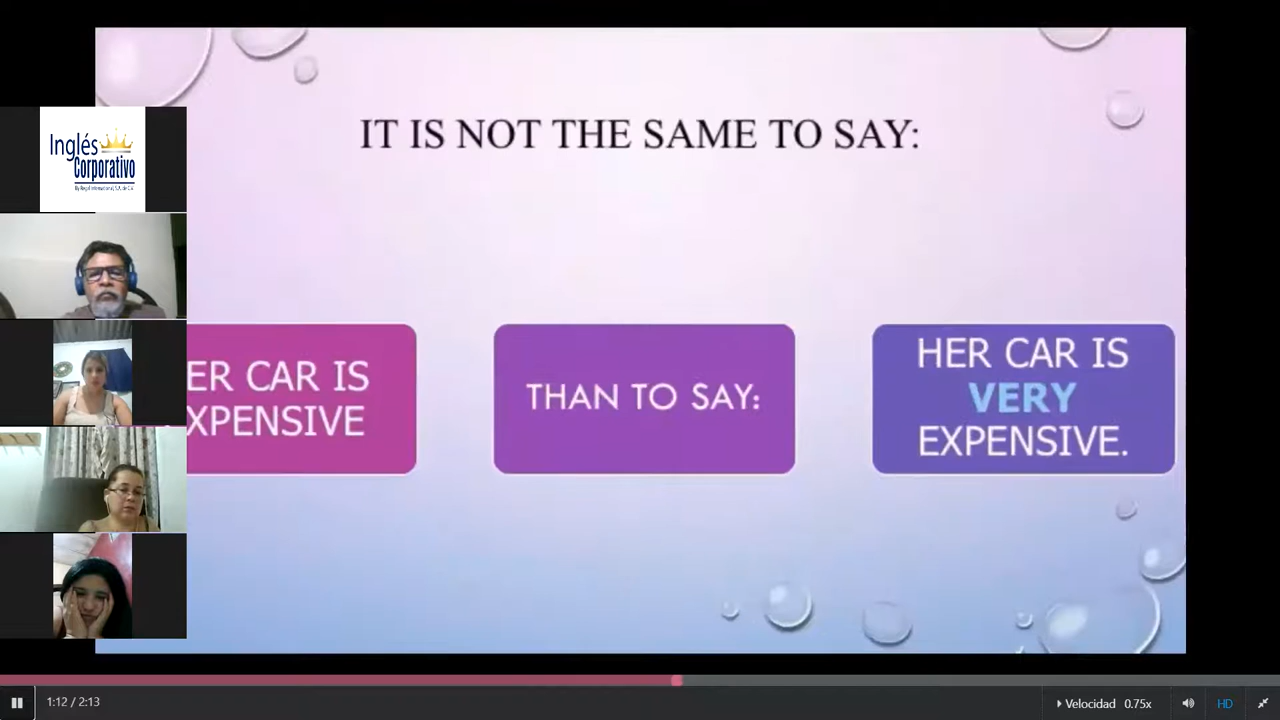 IT IS NOT THE SAME TO SAY:
Inglés
Corporativo
ER CAR IS
XPENSIVE
THAN TO SAY:
HER CAR IS
VERY
EXPENSIVE.
1:12 / 2:13
Velocidad 0.75x
HD